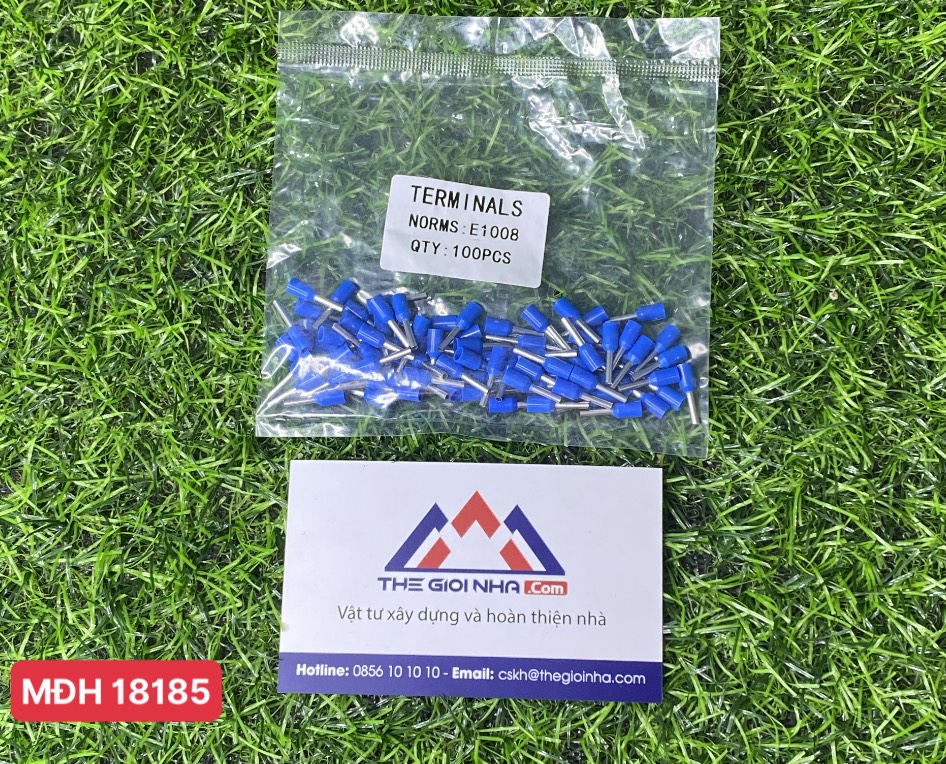 TERMINALS
NORMS:E1008
QTY:100PCS
THE GIOI NHA .Com
Vật tư xây dựng và hoàn thiện nhà
Hotline: 0856 10 10 10 - Email: cskh@thegioinha.com
MĐH 18185